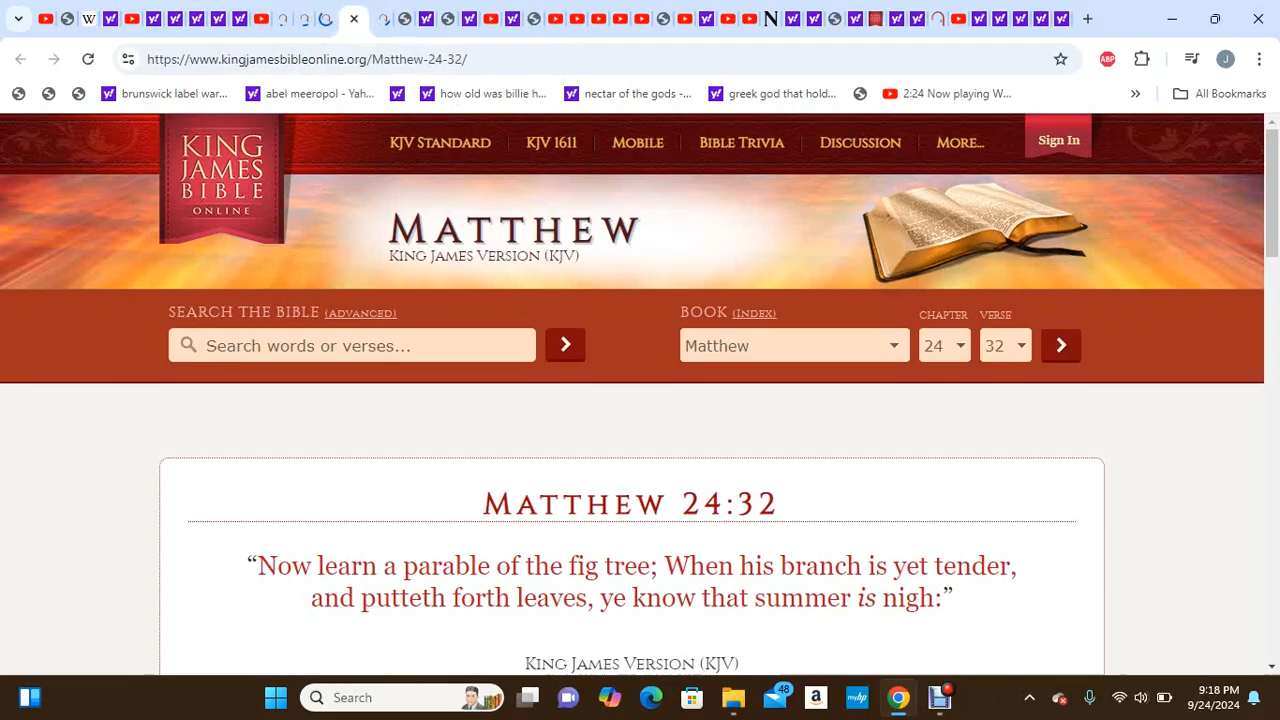 https://www.kingjamesbibleonline.org/Matthew-24-32/
ABP
J
brunswick label war...
abel meeropol - Yah...
how old was billie h...
nectar of the gods -...
greek god that hold...
2:24 Now playing W...
All Bookmarks
KING
JAMES
BIBLE
ONLINE
KJV STANDARD
KJV 1611
MOBILE
BIBLE TRIVIA
DISCUSSION
MORE...
Sign In
MATTHEW
KING JAMES VERSION (KJV)
SEARCH THE BIBLE (ADVANCED)
BOOK (INDEX)
CHAPTER
VERSE
Search words or verses...
Matthew
24
32
MATTHEW 24:32
“Now learn a parable of the fig tree; When his branch is yet tender,
and putteth forth leaves, ye know that summer is nigh:”
KING JAMES VERSION (KJV)
Search
48
a
myhp
9:18 PM
9/24/2024